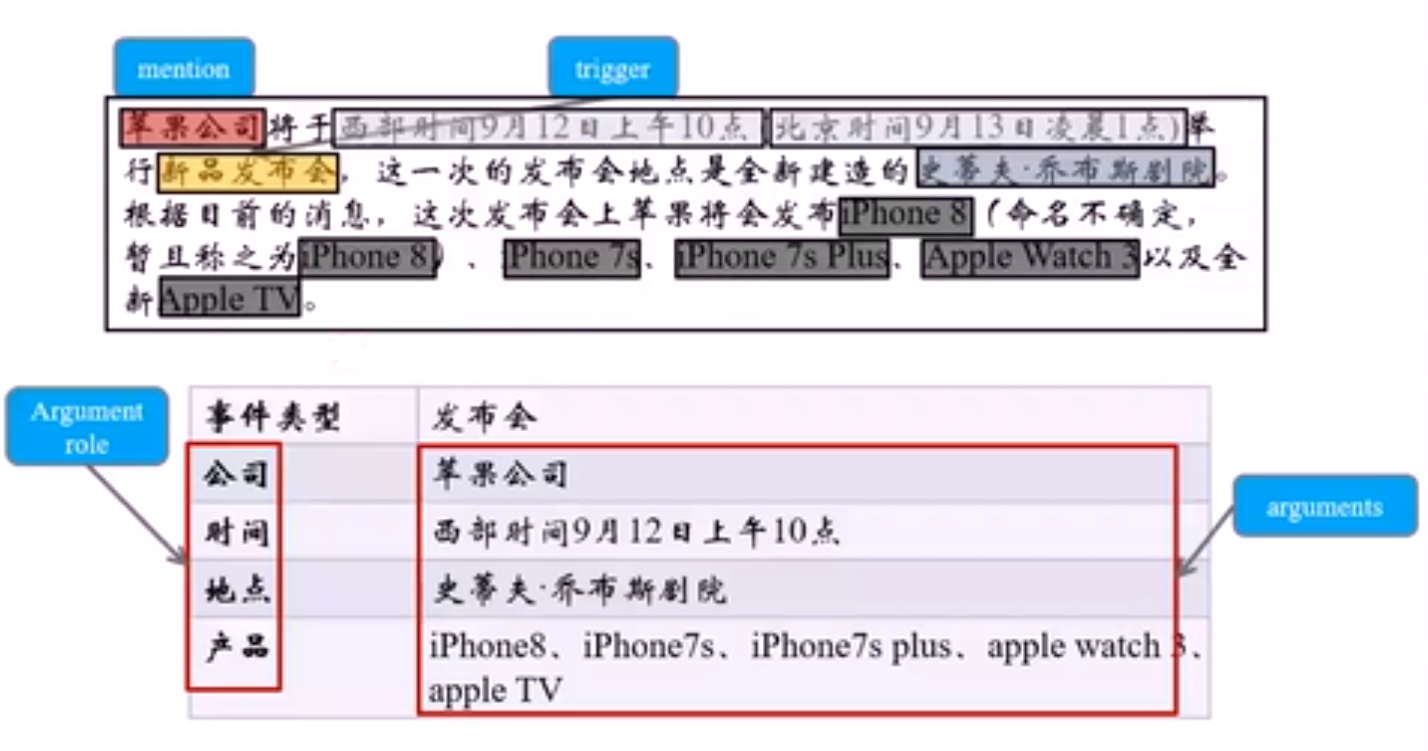 mention
trigger
苹果公司将于西部时间9月12日上午10点(北京时间9月13日凌晨1点)举
行新品发布会，这一次的发布会地点是全新建造的史蒂夫·乔布斯剧院。
根据目前的消息，这次发布会上苹果将会发布iPhone 8（命名不确定，
暂且称之为iPhone 8）、iPhone 7s、iPhone 7s Plus、Apple Watch 3以及全
新Apple TV。
Argument
role
事件类型 发布会
公司 苹果公司
时间 西部时间9月12日上午10点
地点 史蒂夫·乔布斯剧院
产品 iPhone8、iPhone7s、iPhone7s plus、apple watch 3、
apple TV
arguments